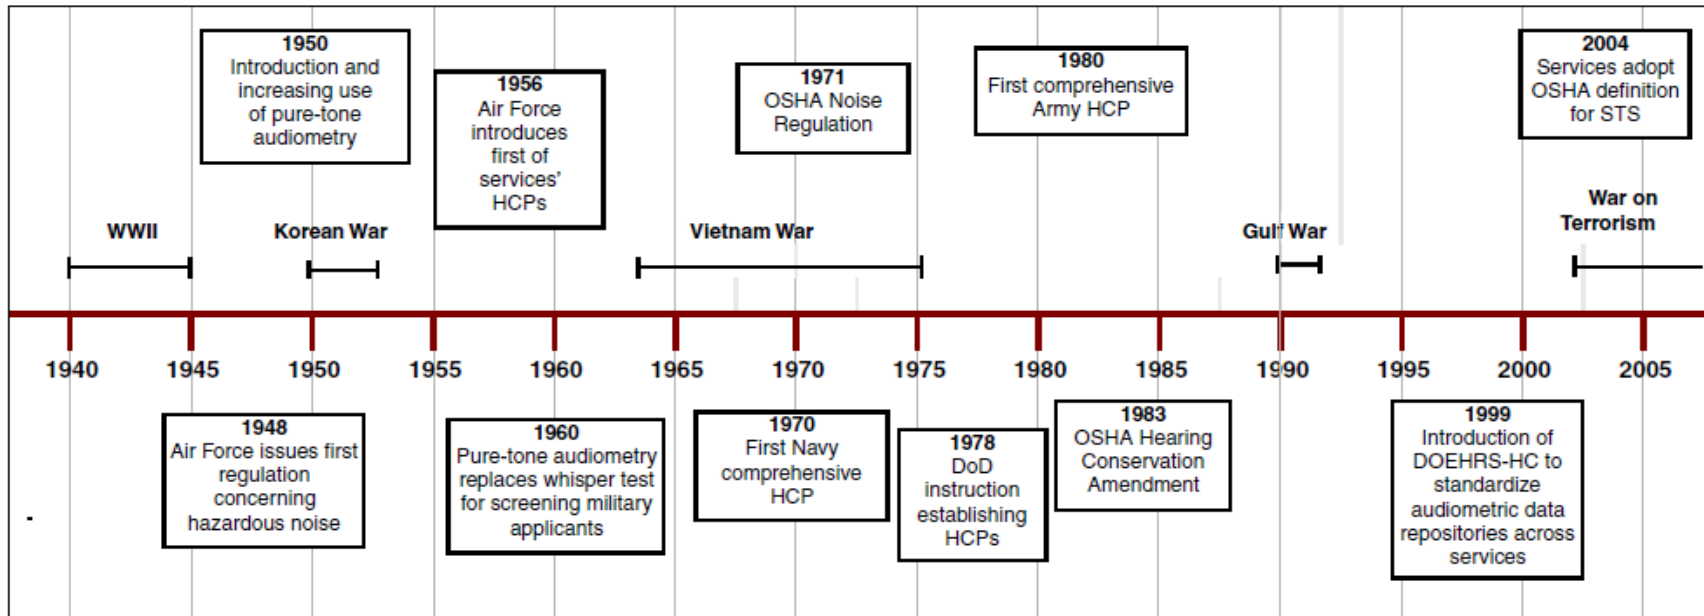 1950
Introduction and
increasing use
of pure-tone
audiometry
1956
Air Force
introduces
first of
services’
HCPs
1971
OSHA Noise
Regulation
1980
First comprehensive
Army HCP
2004
Services adopt
OSHA definition
for STS
WWII
Korean War
Vietnam War
Gulf War
War on
Terrorism
1940 1945 1950 1955 1960 1965 1970 1975 1980 1985 1990 1995 2000 2005
1948
Air Force issues first
regulation
concerning
hazardous noise
1960
Pure-tone audiometry
replaces whisper test
for screening military
applicants
1970
First Navy
comprehensive
HCP
1978
DoD
instruction
establishing
HCPs
1983
OSHA Hearing
Conservation
Amendment
1999
Introduction of
DOEHRS-HC to
standardize
audiometric data
repositories across
services